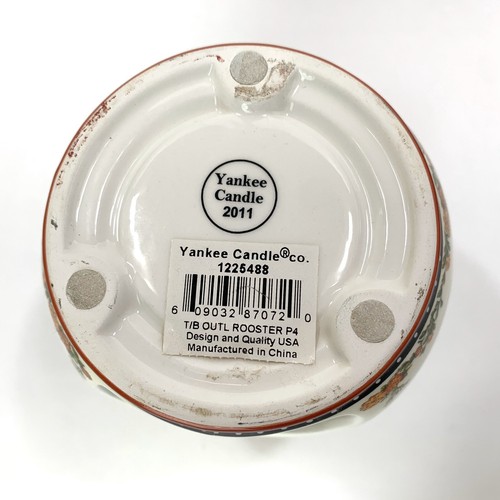 Yankee
Candle
2011
Yankee Candle®co.
1225488
6 09032 87072 0
T/B OUTL ROOSTER P4
Design and Quality USA
Manufactured in China